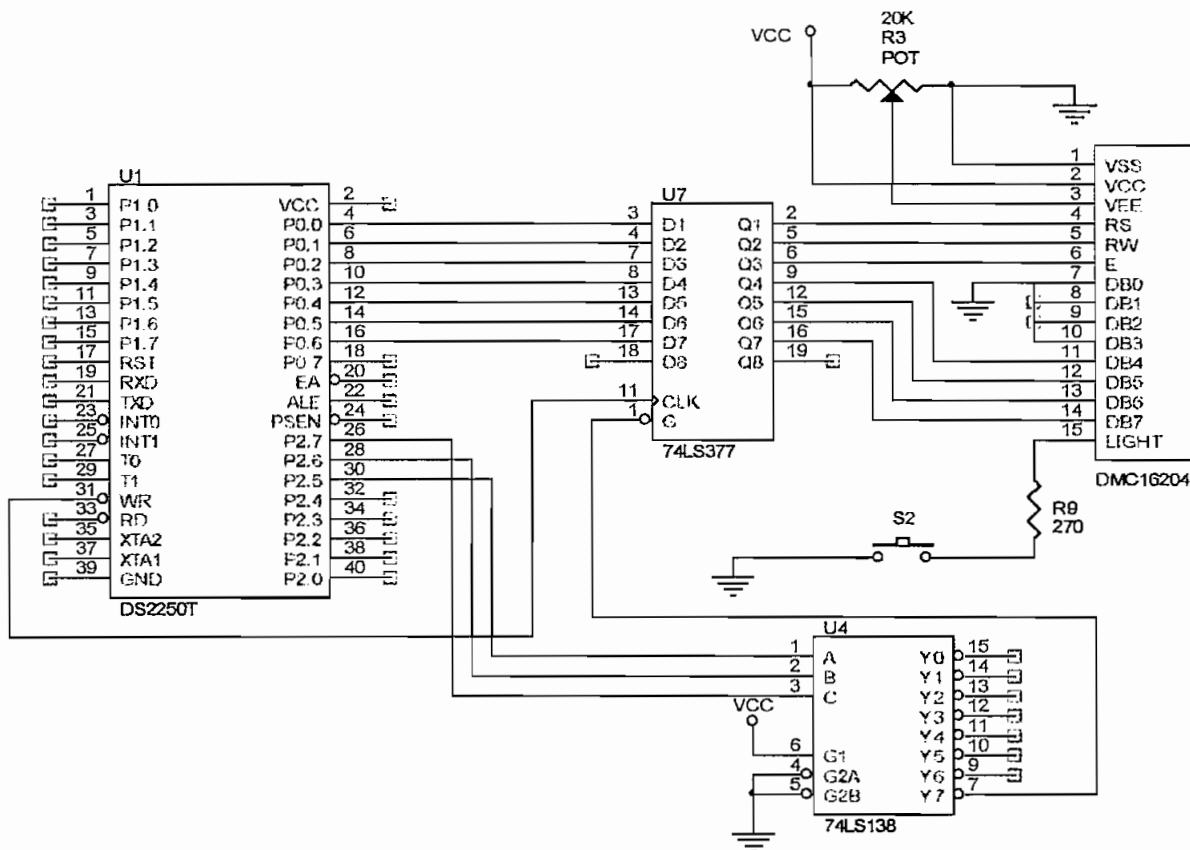 20K
R3
POT
VCC
U1
1 P1.0
3 P1.1
5 P1.2
7 P1.3
9 P1.4
11 P1.5
13 P1.6
15 P1.7
17 RST
19 RXD
21 TXD
23 INT0
25 INT1
27 T0
29 T1
31 WR
33 RD
35 XTA2
37 XTA1
39 GND
VCC 2
P0.0 4
P0.1 6
P0.2 8
P0.3 10
P0.4 12
P0.5 14
P0.6 16
P0.7 18
EA 20
ALE 22
PSEN 24
P2.7 26
P2.6 28
P2.5 30
P2.4 32
P2.3 34
P2.2 36
P2.1 38
P2.0 40
DS2250T
U7
3 D1
4 D2
7 D3
8 D4
13 D5
14 D6
17 D7
18 D8
11 CLK
1 G
Q1 2
Q2 5
Q3 6
Q4 9
Q5 12
Q6 15
Q7 16
Q8 19
74LS377
1 VSS
2 VCC
3 VEE
4 RS
5 RW
6 E
7 DB0
8 DB1
9 DB2
10 DB3
11 DB4
12 DB5
13 DB6
14 DB7
15 LIGHT
DMC16204
R9
270
S2
U4
1 A
2 B
3 C
VCC
6 G1
4 G2A
5 G2B
Y0 15
Y1 14
Y2 13
Y3 12
Y4 11
Y5 10
Y6 9
Y7 7
74LS138